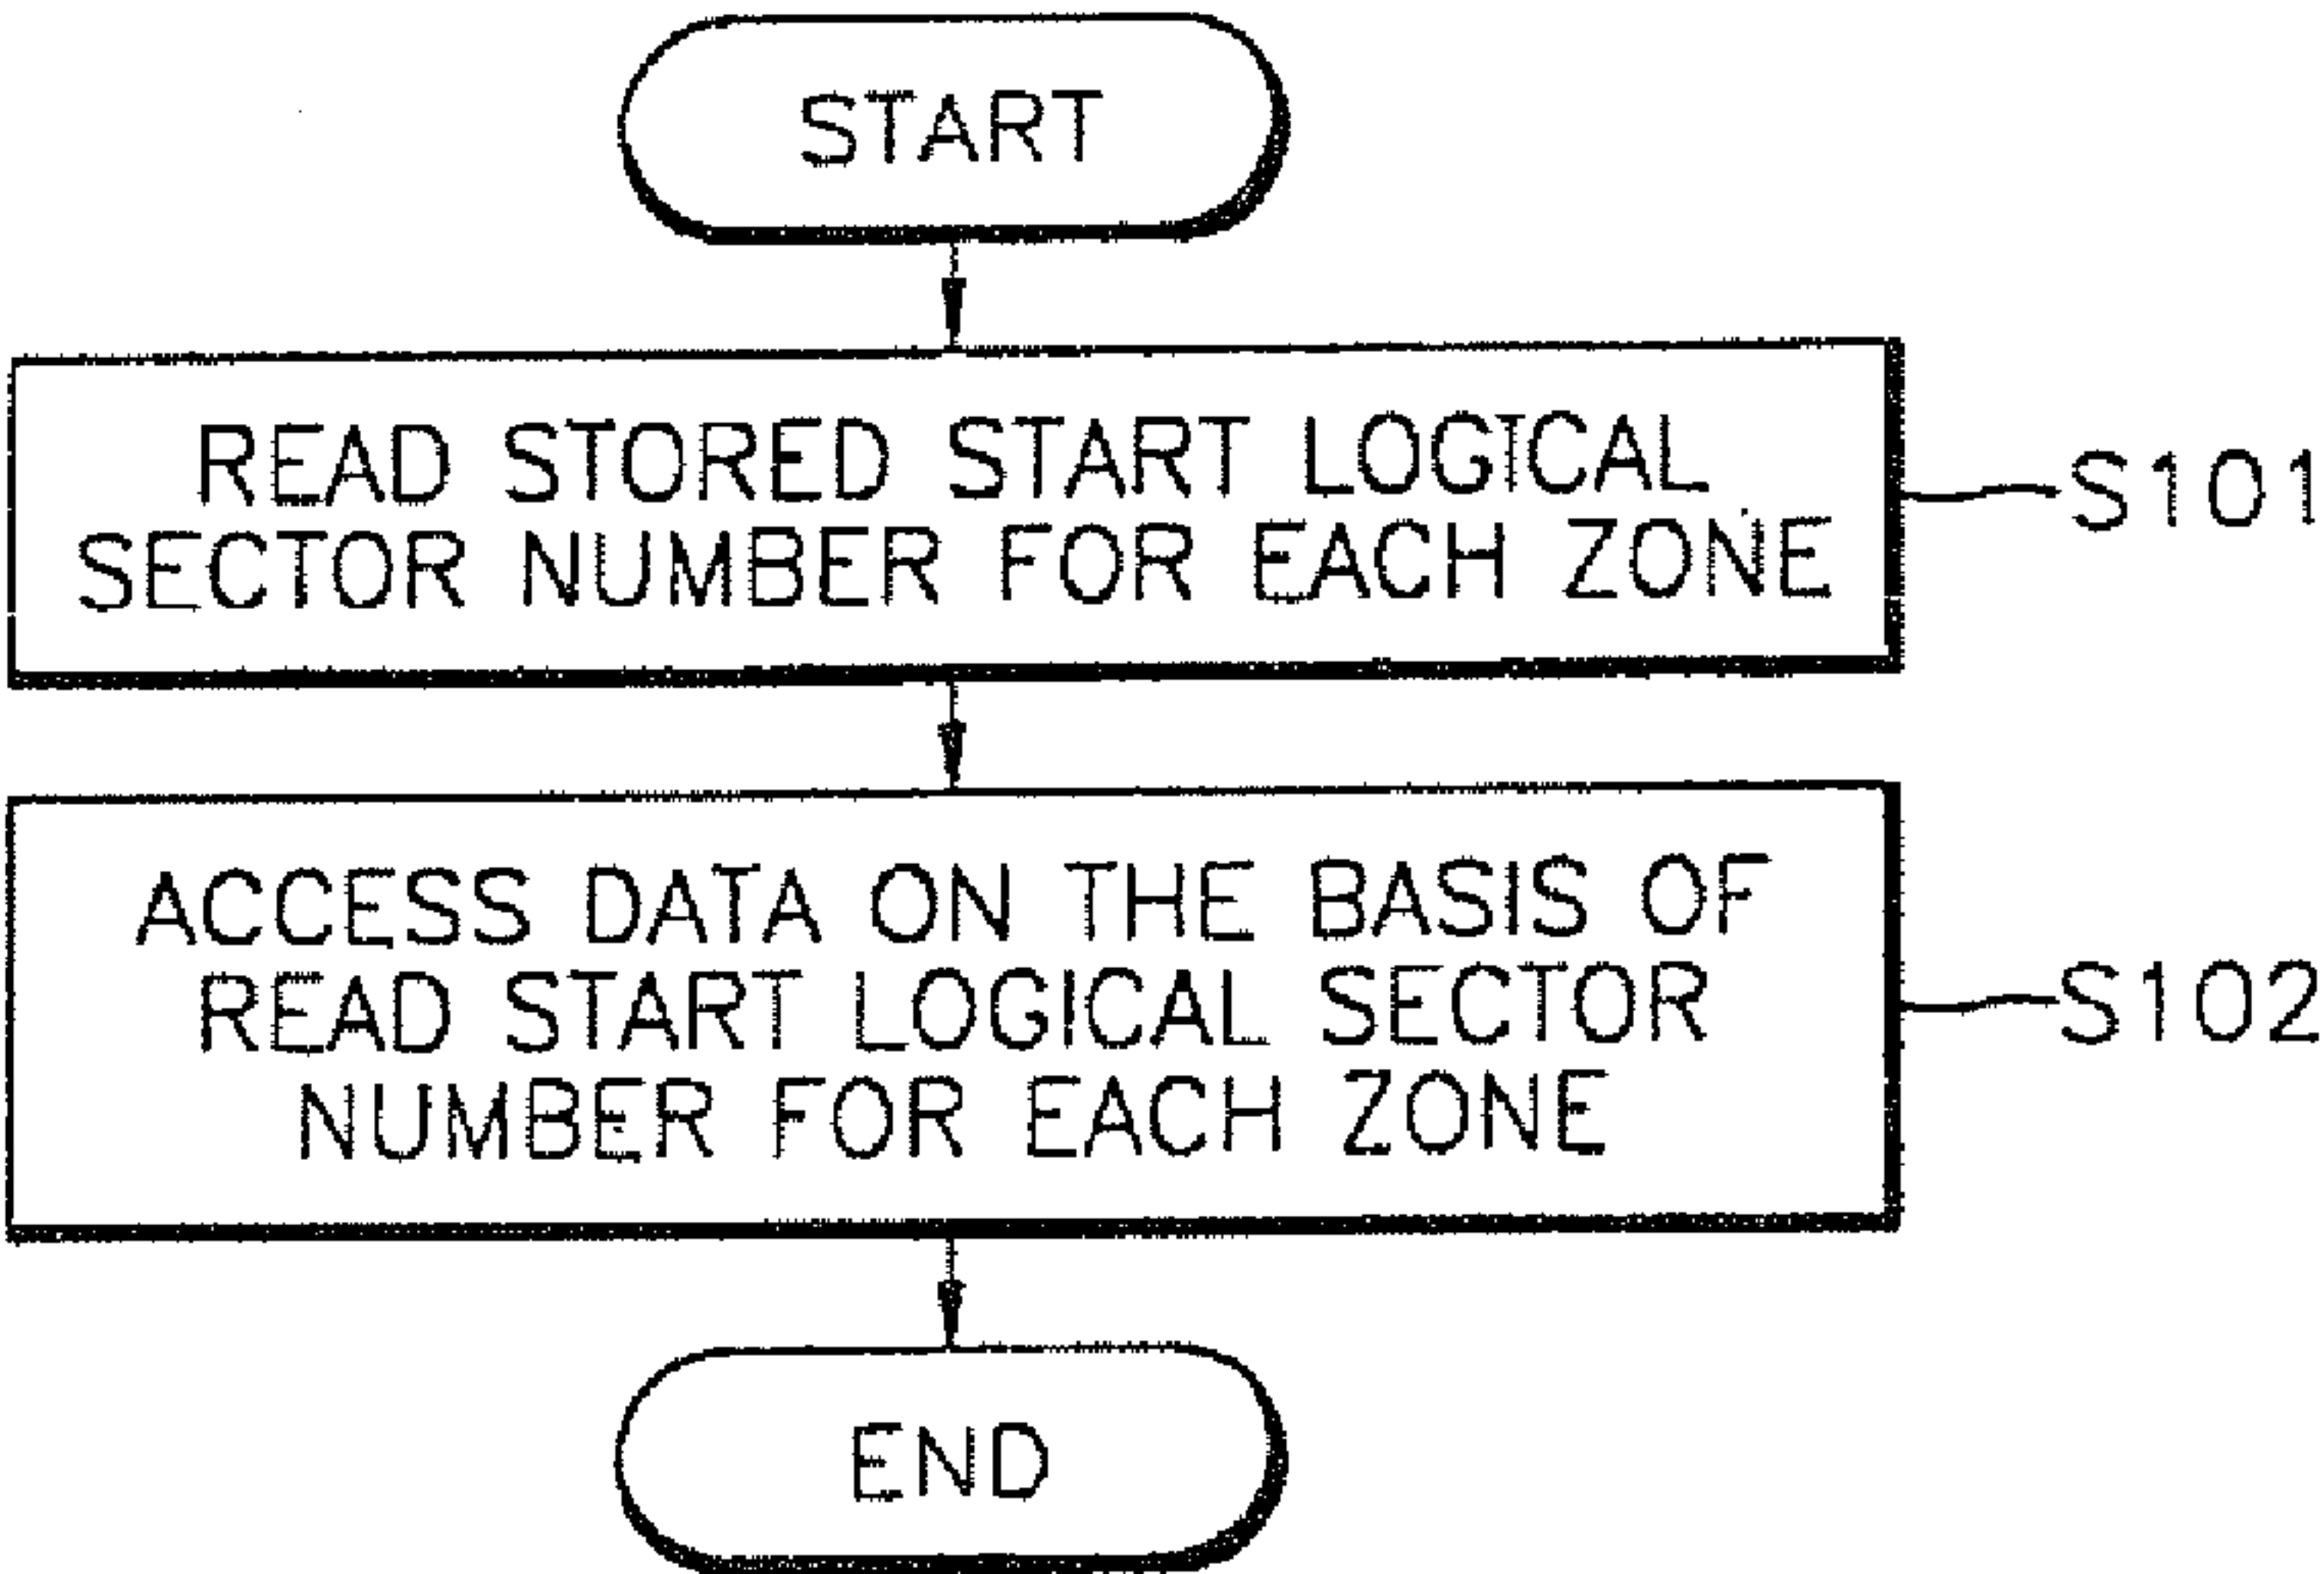 START
READ STORED START LOGICAL
SECTOR NUMBER FOR EACH ZONE
S101
ACCESS DATA ON THE BASIS OF
READ START LOGICAL SECTOR
NUMBER FOR EACH ZONE
S102
END